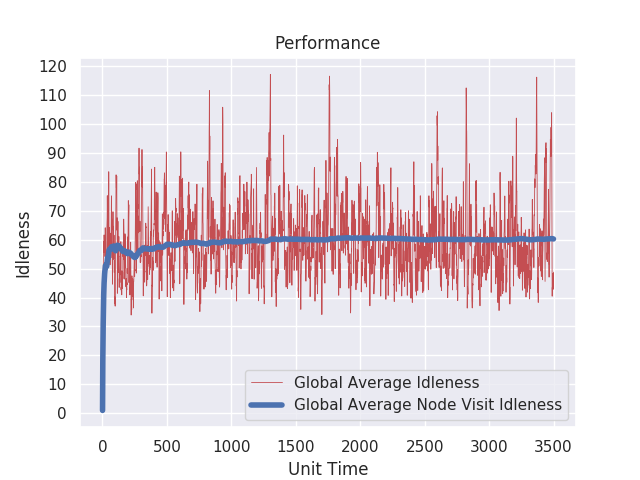 Performance
120
110
100
90
80
70
60
50
40
30
20
10
0
Idleness
Global Average Idleness
Global Average Node Visit Idleness
0 500 1000 1500 2000 2500 3000 3500
Unit Time